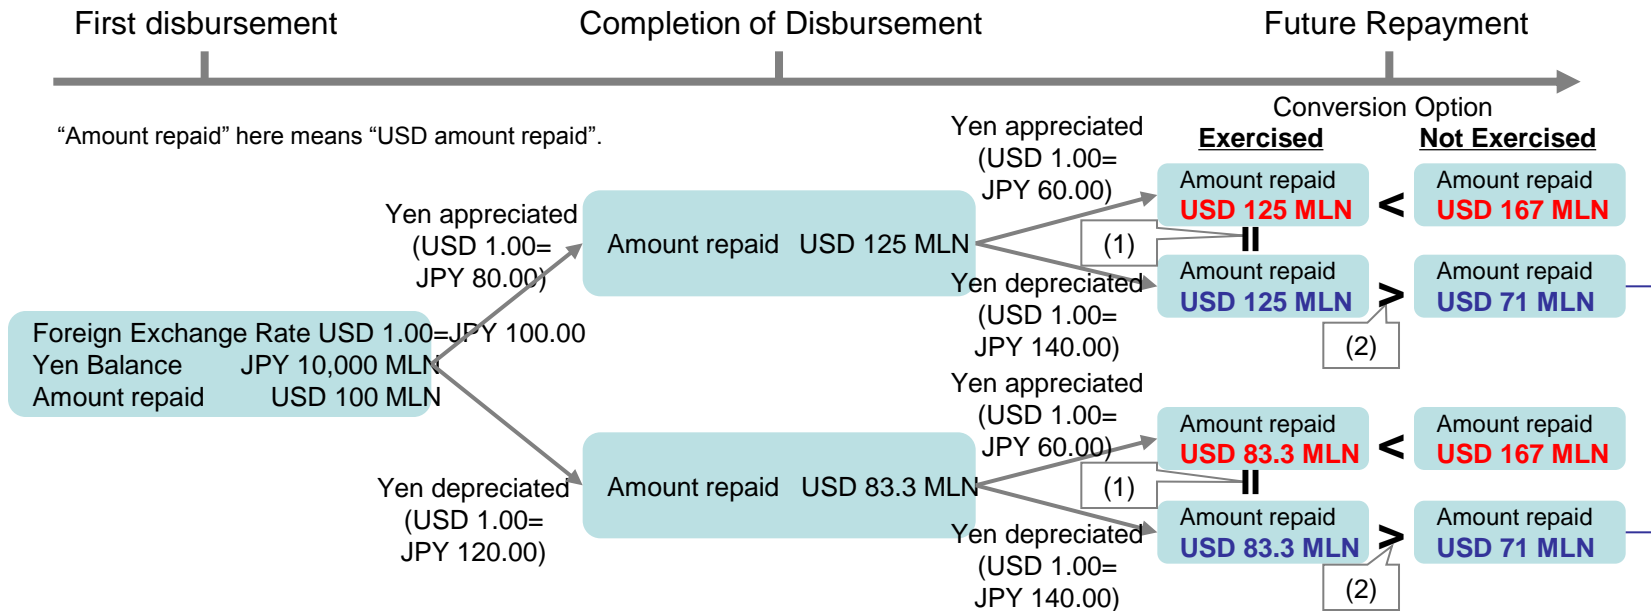 First disbursement
Completion of Disbursement
Future Repayment
“Amount repaid” here means “USD amount repaid”.
Conversion Option
Exercised
Not Exercised
Foreign Exchange Rate USD 1.00=JPY 100.00
Yen Balance JPY 10,000 MLN
Amount repaid USD 100 MLN
Yen appreciated
(USD 1.00=
JPY 80.00)
Amount repaid USD 125 MLN
Yen appreciated
(USD 1.00=
JPY 60.00)
Amount repaid
USD 125 MLN
<
Amount repaid
USD 167 MLN
(1)
=
Yen depreciated
(USD 1.00=
JPY 140.00)
Amount repaid
USD 125 MLN
>
Amount repaid
USD 71 MLN
(2)
Yen depreciated
(USD 1.00=
JPY 120.00)
Amount repaid USD 83.3 MLN
Yen appreciated
(USD 1.00=
JPY 60.00)
Amount repaid
USD 83.3 MLN
<
Amount repaid
USD 167 MLN
(1)
=
Yen depreciated
(USD 1.00=
JPY 140.00)
Amount repaid
USD 83.3 MLN
>
Amount repaid
USD 71 MLN
(2)